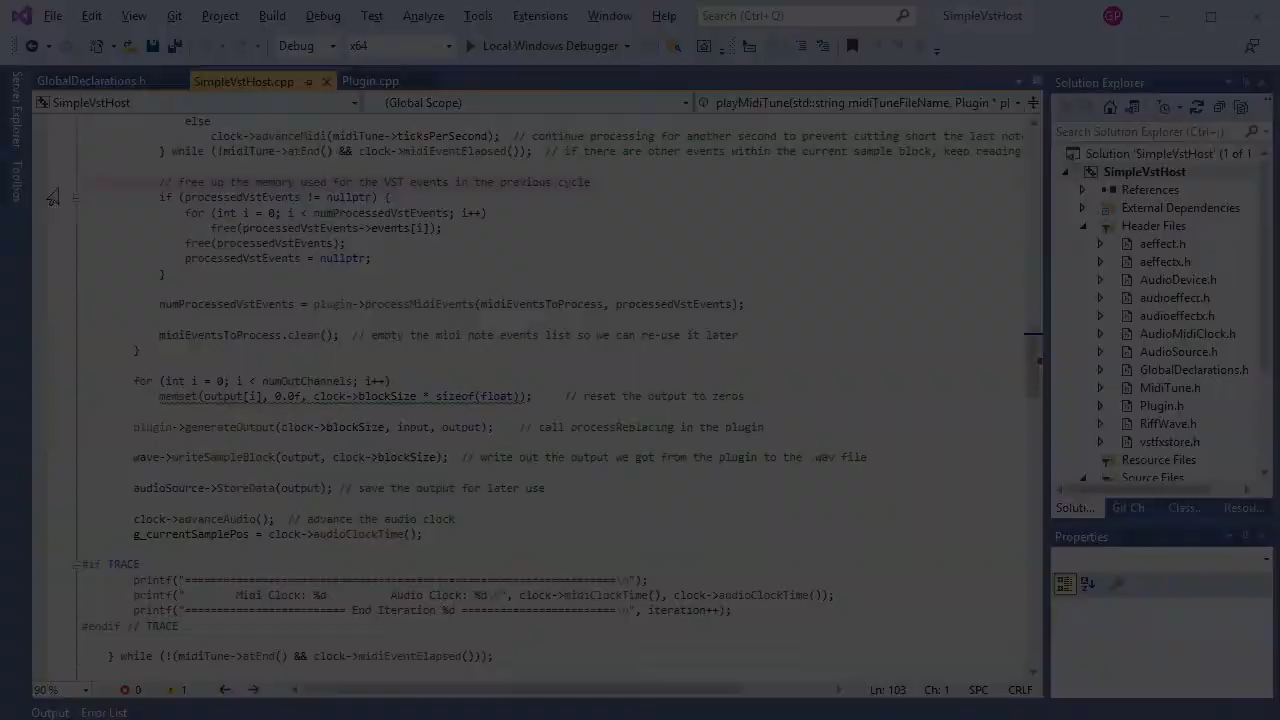 File Edit View Git Project Build Debug Test Analyze Tools Extensions Window Help Search (Ctrl+Q) SimpleVstHost GP
Debug x64 Local Windows Debugger
GlobalDeclarations.h SimpleVstHost.cpp Plugin.cpp
SimpleVstHost (Global Scope) playMidiTune(std::string midiTuneFileName, Plugin * pl
else
clock->advanceMidi(midiTune->ticksPerSecond); // continue processing for another second to prevent cutting short the last note
} while (!midiTune->atEnd() && clock->midiEventElapsed()); // if there are other events within the current sample block, keep reading
// free up the memory used for the VST events in the previous cycle
if (processedVstEvents != nullptr) {
for (int i = 0; i < numProcessedVstEvents; i++)
free(processedVstEvents->events[i]);
free(processedVstEvents);
processedVstEvents = nullptr;
}
numProcessedVstEvents = plugin->processMidiEvents(midiEventsToProcess, processedVstEvents);
midiEventsToProcess.clear(); // empty the midi note events list so we can re-use it later
}
for (int i = 0; i < numOutChannels; i++)
memset(output[i], 0.0f, clock->blockSize * sizeof(float)); // reset the output to zeros
plugin->generateOutput(clock->blockSize, input, output); // call processReplacing in the plugin
wave->writeSampleBlock(output, clock->blockSize); // write out the output we got from the plugin to the .wav file
audioSource->StoreData(output); // save the output for later use
clock->advanceAudio(); // advance the audio clock
g_currentSamplePos = clock->audioClockTime();
#if TRACE
printf("===================================================================\n");
printf(" Midi Clock: %d Audio Clock: %d\n", clock->midiClockTime(), clock->audioClockTime());
printf("========================= End Iteration %d ========================\n", iteration++);
#endif // TRACE
} while (!(midiTune->atEnd() && clock->midiEventElapsed()));
90 % 0 1 Ln: 103 Ch: 1 SPC CRLF
Output Error List
Server Explorer
Toolbox
Solution Explorer
Search Solution Explorer (Ctrl+;)
Solution 'SimpleVstHost' (1 of 1
SimpleVstHost
References
External Dependencies
Header Files
aeffect.h
aeffectx.h
AudioDevice.h
audioeffect.h
audioeffectx.h
AudioMidiClock.h
AudioSource.h
GlobalDeclarations.h
MidiTune.h
Plugin.h
RiffWave.h
vstfxstore.h
Resource Files
Source Files
Soluti... Git Ch Class... Resou...
Properties